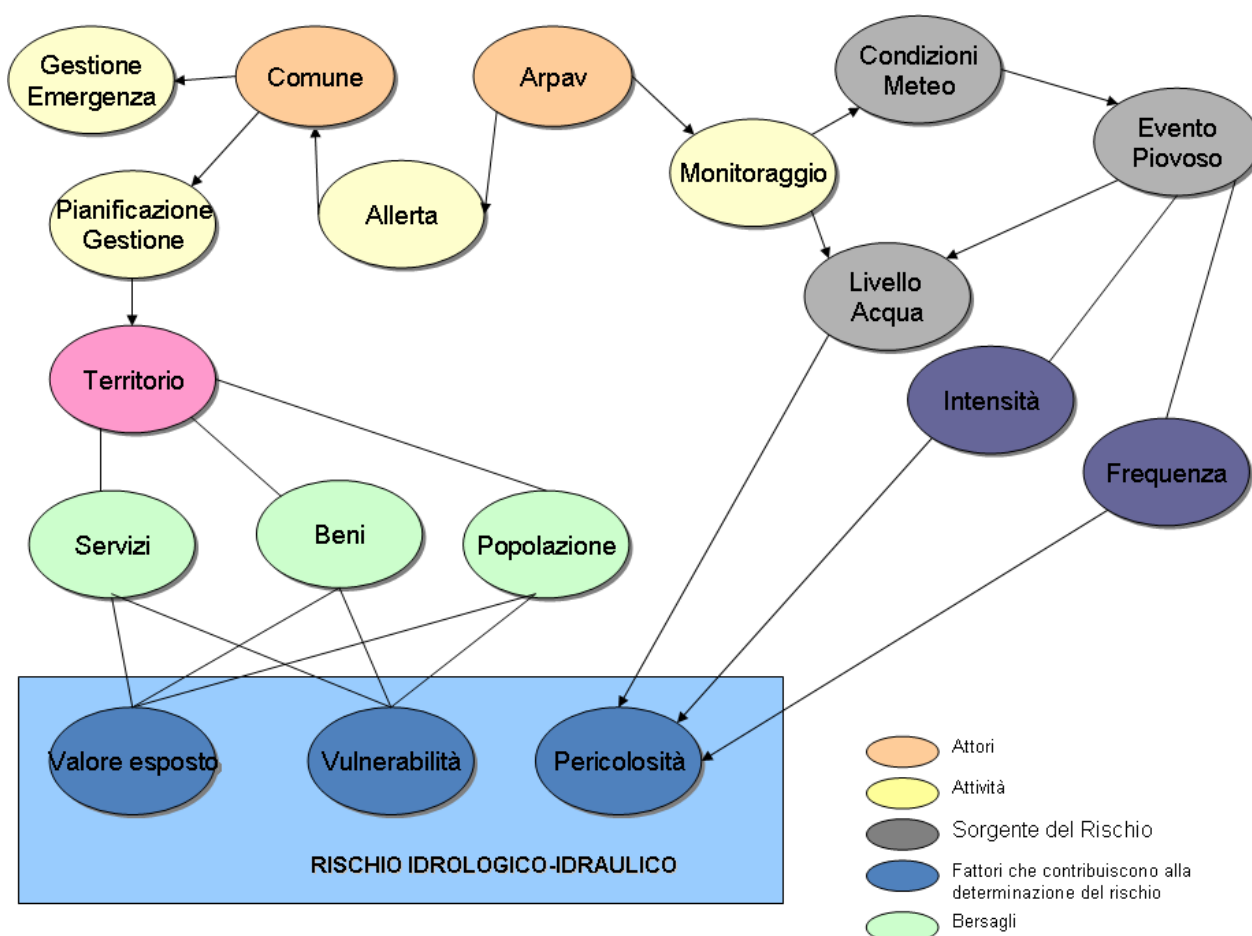 Gestione
Emergenza
Comune
Arpav
Condizioni
Meteo
Evento
Piovoso
Monitoraggio
Pianificazione
Gestione
Allerta
Livello
Acqua
Territorio
Intensità
Frequenza
Servizi
Beni
Popolazione
Valore esposto
Vulnerabilità
Pericolosità
RISCHIO IDROLOGICO-IDRAULICO
Attori
Attività
Sorgente del Rischio
Fattori che contribuiscono alla
determinazione del rischio
Bersagli